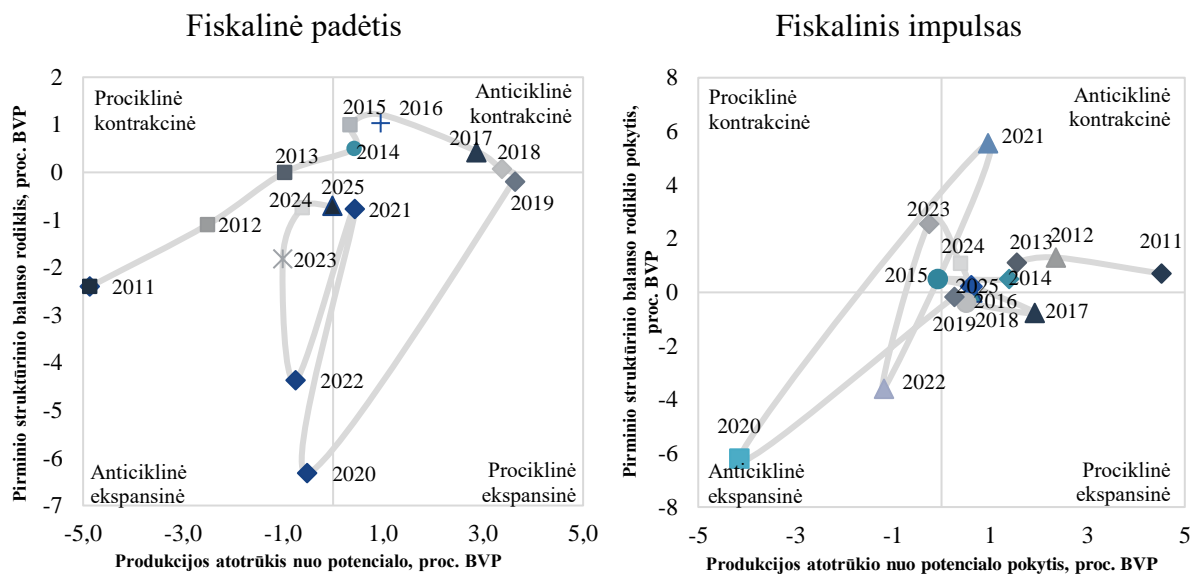 Fiskalinė padėtis
Pirminio struktūrinio balanso rodiklis, proc. BVP
2
1
0
-1
-2
-3
-4
-5
-6
-7
Prociklinė
kontrakcinė
Anticiklinė
kontrakcinė
2015
2016
2017
2018
2013
2014
2019
2024
2025
2021
2012
2023
2011
2022
2020
Anticiklinė
ekspansinė
Prociklinė
ekspansinė
-5,0
-3,0
-1,0
1,0
3,0
5,0
Produkcijos atotrūkis nuo potencialo, proc. BVP
Fiskalinis impulsas
Pirminio struktūrinio balanso rodiklio pokytis,
proc. BVP
8
6
4
2
0
-2
-4
-6
-8
Prociklinė
kontrakcinė
Anticiklinė
kontrakcinė
2021
2023
2024
2013
2012
2011
2015
2025
2014
2016
2019
2018
2017
2022
2020
Anticiklinė
ekspansinė
Prociklinė
ekspansinė
-5
-3
-1
1
3
5
Produkcijos atotrūkio nuo potencialo pokytis, proc. BVP